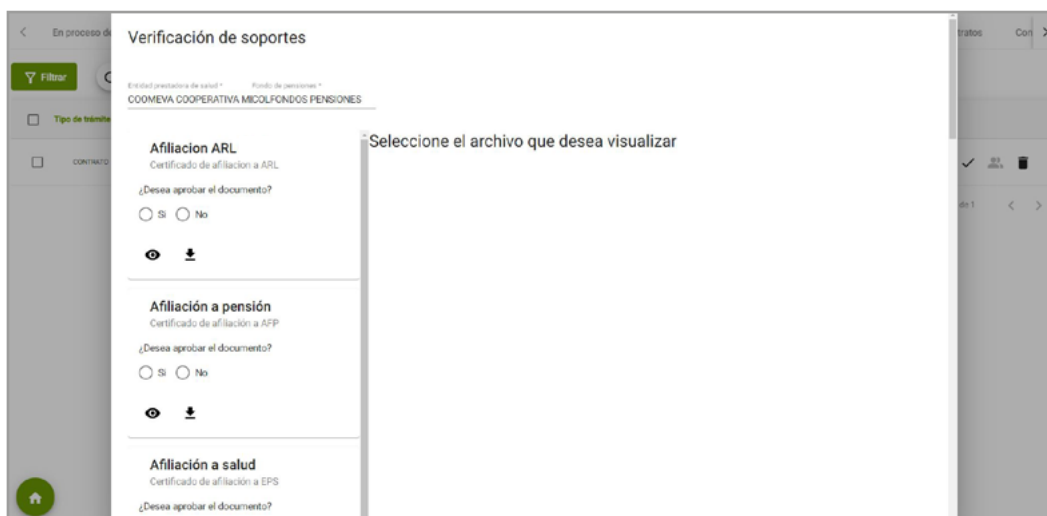 En proceso de
Verificación de soportes
tratos
Con
Filtrar
Entidad prestadora de salud *
Fondo de pensiones *
COOMEVA COOPERATIVA MICOLFONDOS PENSIONES
Tipo de trámite
Seleccione el archivo que desea visualizar
Afiliacion ARL
Certificado de afiliacion a ARL
CONTRATO
¿Desea aprobar el documento?
Si
No
de 1
Afiliación a pensión
Certificado de afiliación a AFP
¿Desea aprobar el documento?
Si
No
Afiliación a salud
Certificado de afiliación a EPS
¿Desea aprobar el documento?